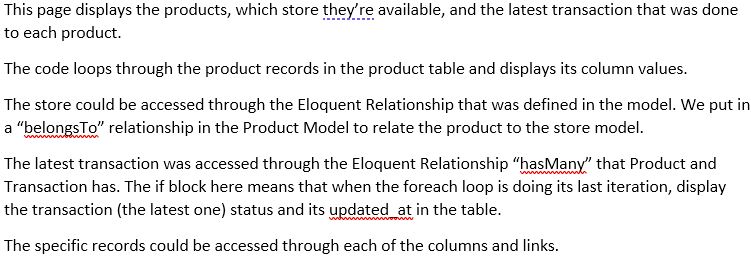 This page displays the products, which store they're available, and the latest transaction that was done
to each product.
The code loops through the product records in the product table and displays its column values.
The store could be accessed through the Eloquent Relationship that was defined in the model. We put in
a “belongsTo” relationship in the Product Model to relate the product to the store model.
The latest transaction was accessed through the Eloquent Relationship “hasMany” that Product and
Transaction has. The if block here means that when the foreach loop is doing its last iteration, display
the transaction (the latest one) status and its updated_at in the table.
The specific records could be accessed through each of the columns and links.